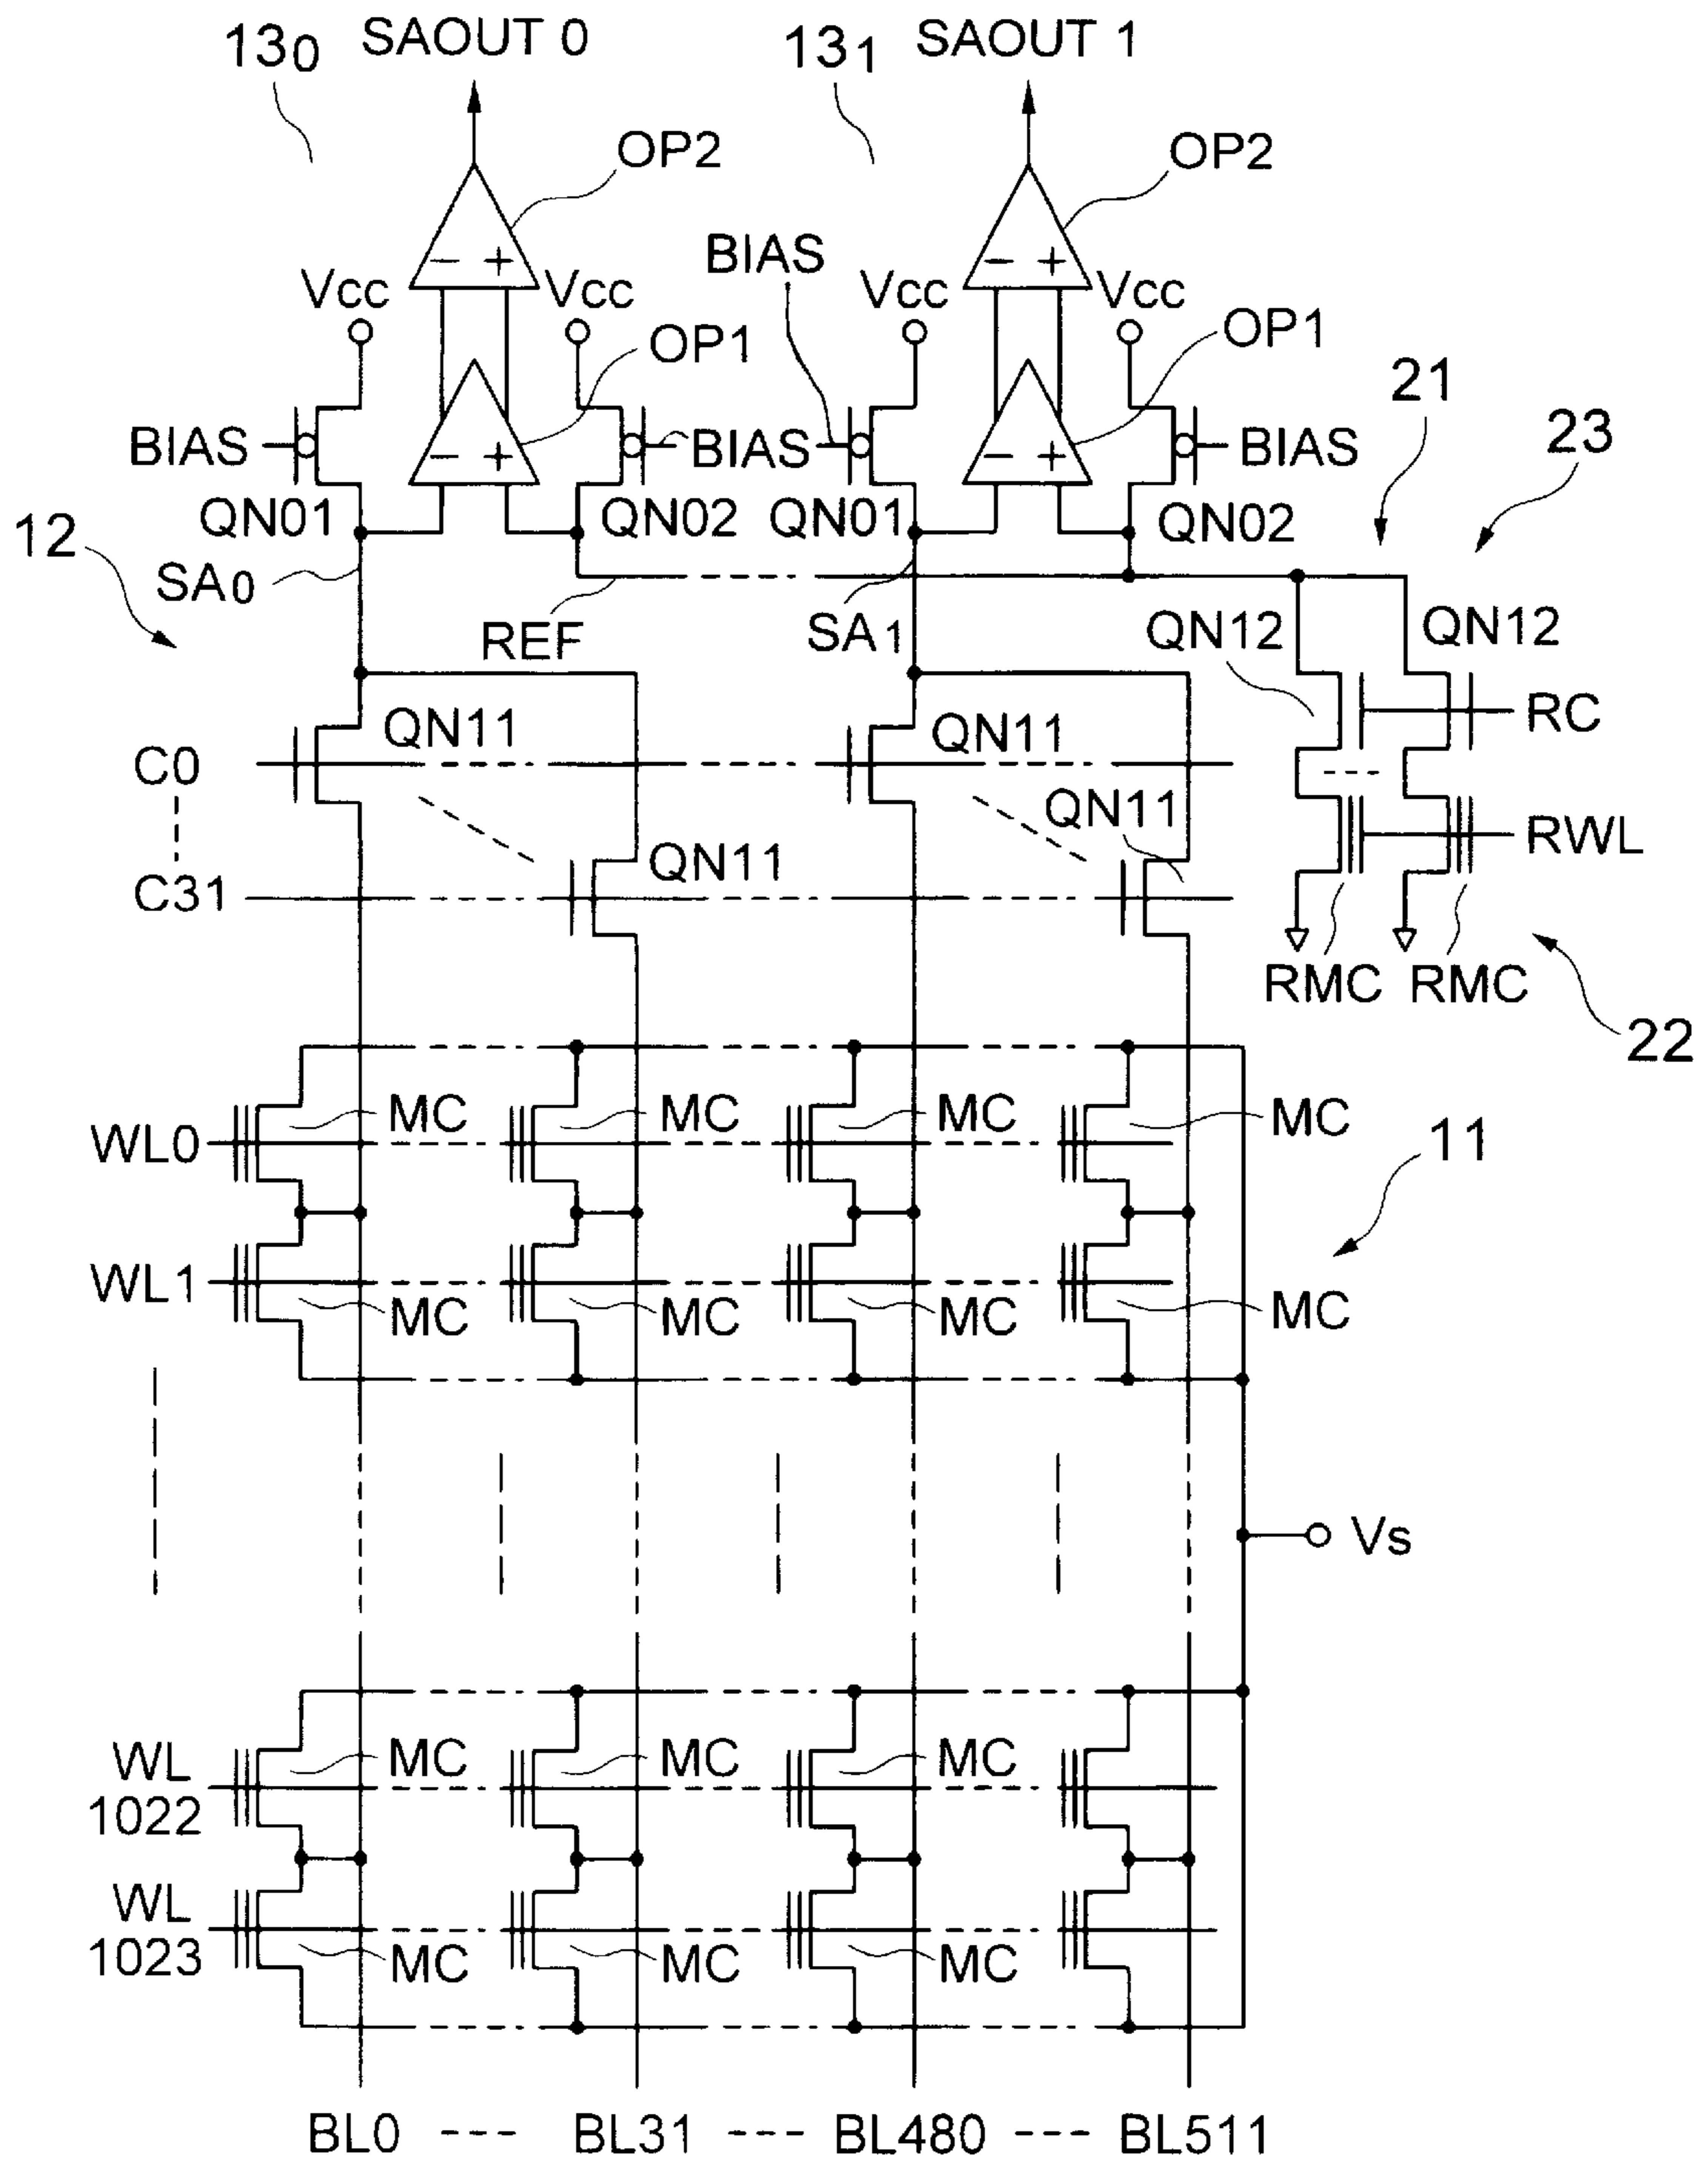 13₀ SAOUT 0 13₁ SAOUT 1
OP2 OP2
BIAS
Vcc Vcc Vcc Vcc
OP1 OP1
21
23
BIAS BIAS BIAS
QN01 QN02 QN01 QN02
12
SA₀ REF SA₁ QN12 QN12
RC
C0 QN11 QN11
QN11
C31 QN11
RWL
RMC RMC
22
WL0 MC MC MC MC
11
WL1 MC MC MC MC
Vs
WL 1022 MC MC MC
WL 1023 MC MC MC
BL0 --- BL31 --- BL480 --- BL511